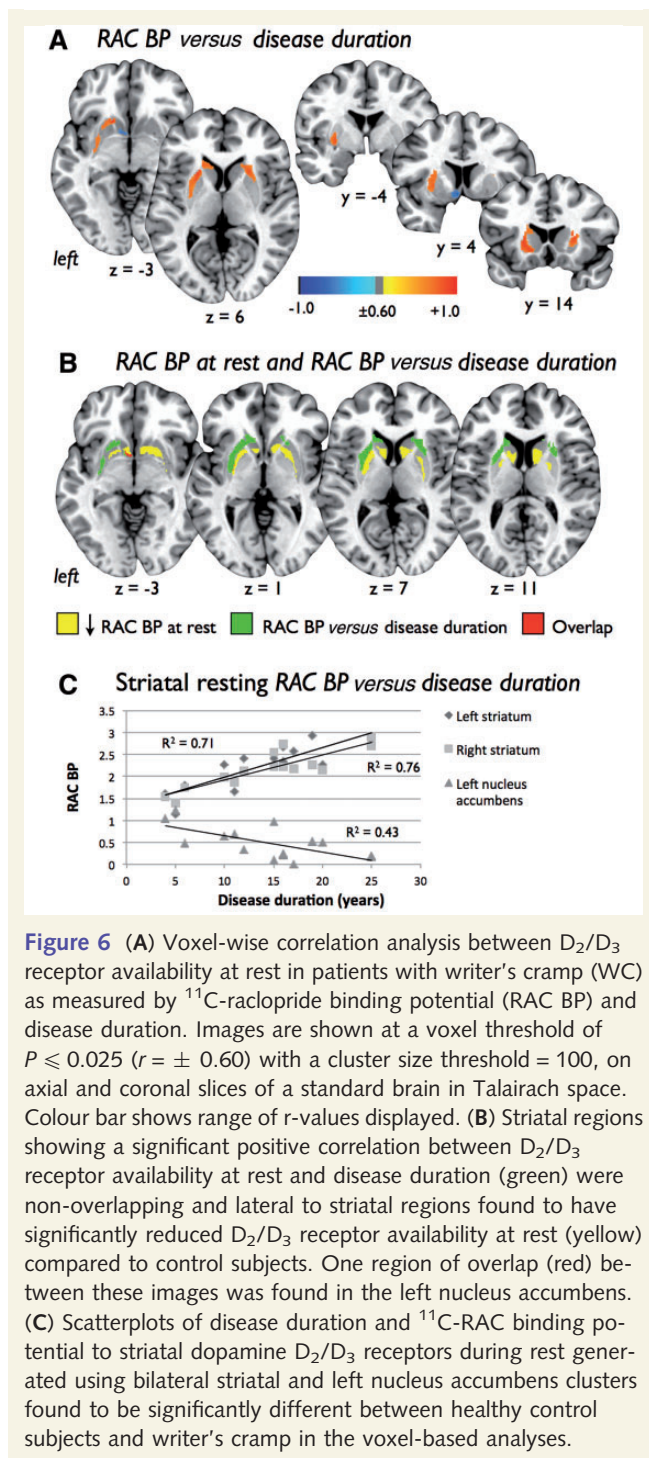 A RAC BP versus disease duration
left
z = -3
z = 6
y = -4
y = 4
y = 14
-1.0 ±0.60 +1.0
B RAC BP at rest and RAC BP versus disease duration
left
z = -3 z = 1 z = 7 z = 11
↓ RAC BP at rest RAC BP versus disease duration Overlap
C Striatal resting RAC BP versus disease duration
3.5
3
2.5
2
1.5
1
0.5
0
RAC BP
R² = 0.71
R² = 0.76
R² = 0.43
0 5 10 15 20 25 30
Disease duration (years)
Left striatum
Right striatum
Left nucleus
accumbens
Figure 6 (A) Voxel-wise correlation analysis between D₂/D₃
receptor availability at rest in patients with writer's cramp (WC)
as measured by ¹¹C-raclopride binding potential (RAC BP) and
disease duration. Images are shown at a voxel threshold of
P ⩽ 0.025 (r = ± 0.60) with a cluster size threshold = 100, on
axial and coronal slices of a standard brain in Talairach space.
Colour bar shows range of r-values displayed. (B) Striatal regions
showing a significant positive correlation between D₂/D₃
receptor availability at rest and disease duration (green) were
non-overlapping and lateral to striatal regions found to have
significantly reduced D₂/D₃ receptor availability at rest (yellow)
compared to control subjects. One region of overlap (red) be-
tween these images was found in the left nucleus accumbens.
(C) Scatterplots of disease duration and ¹¹C-RAC binding po-
tential to striatal dopamine D₂/D₃ receptors during rest gener-
ated using bilateral striatal and left nucleus accumbens clusters
found to be significantly different between healthy control
subjects and writer's cramp in the voxel-based analyses.